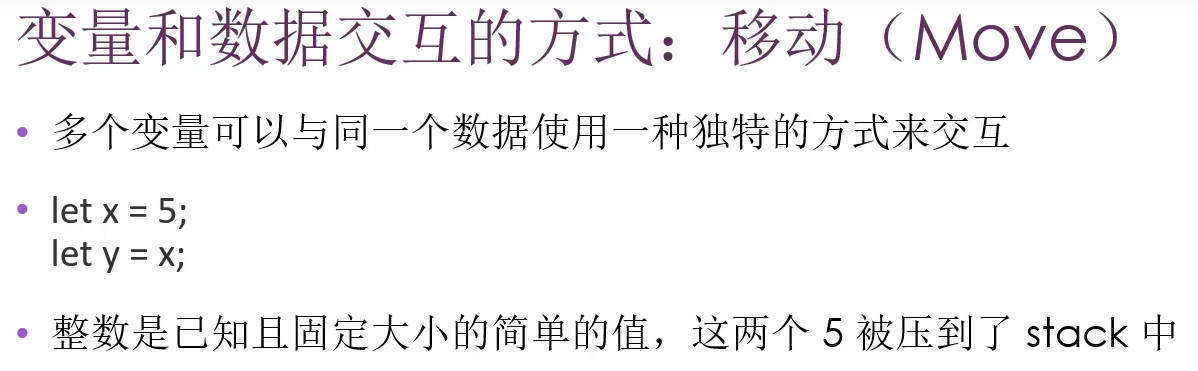 变量和数据交互的方式：移动（Move）
• 多个变量可以与同一个数据使用一种独特的方式来交互
• let x = 5;
let y = x;
• 整数是已知且固定大小的简单的值，这两个 5 被压到了 stack 中